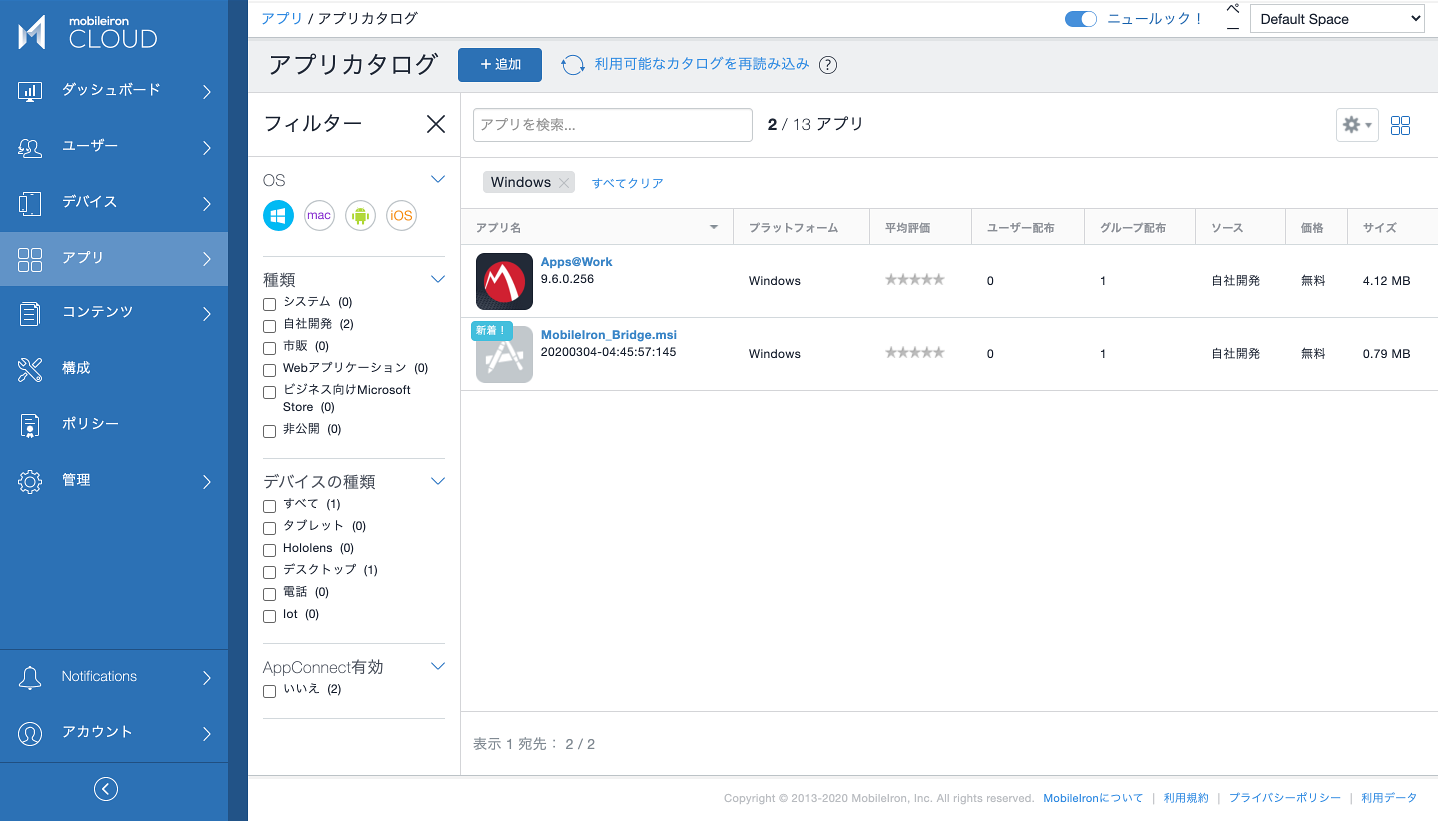 mobileiron
CLOUD
ダッシュボード
ユーザー
デバイス
アプリ
コンテンツ
構成
ポリシー
管理
Notifications
アカウント
アプリ / アプリカタログ
ニュールック！
ペー
Default Space
アプリカタログ
+ 追加
利用可能なカタログを再読み込み ?
フィルター
OS
mac
iOS
種類
システム (0)
自社開発 (2)
市販 (0)
Webアプリケーション (0)
ビジネス向けMicrosoft
Store (0)
非公開 (0)
デバイスの種類
すべて (1)
タブレット (0)
Hololens (0)
デスクトップ (1)
電話 (0)
Iot (0)
AppConnect有効
いいえ (2)
アプリを検索...
2 / 13 アプリ
Windows
すべてクリア
アプリ名 プラットフォーム 平均評価 ユーザー配布 グループ配布 ソース 価格 サイズ
Apps@Work
9.6.0.256
Windows 0 1 自社開発 無料 4.12 MB
新着！
MobileIron_Bridge.msi
20200304-04:45:57:145
Windows 0 1 自社開発 無料 0.79 MB
表示 1 宛先： 2 / 2
Copyright © 2013-2020 MobileIron, Inc. All rights reserved. MobileIronについて | 利用規約 | プライバシーポリシー | 利用データ